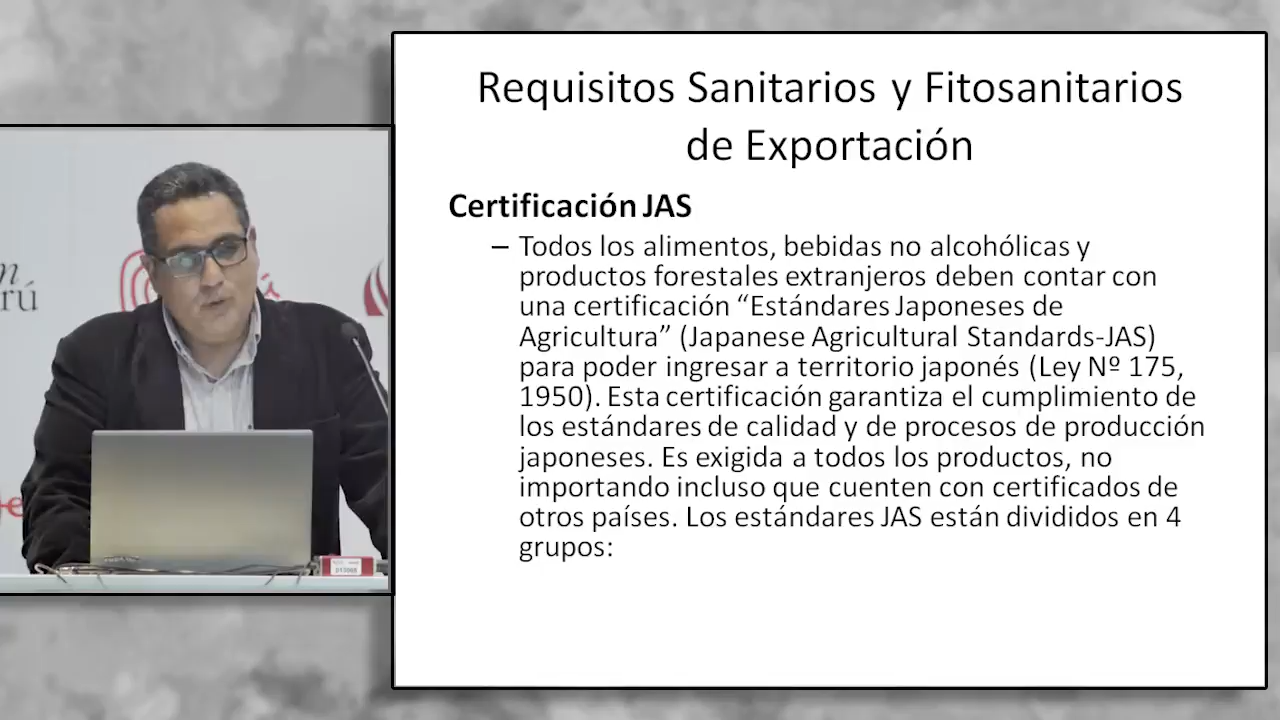 Requisitos Sanitarios y Fitosanitarios
de Exportación
Certificación JAS
– Todos los alimentos, bebidas no alcohólicas y
productos forestales extranjeros deben contar con
una certificación “Estándares Japoneses de
Agricultura” (Japanese Agricultural Standards-JAS)
para poder ingresar a territorio japonés (Ley Nº 175,
1950). Esta certificación garantiza el cumplimiento de
los estándares de calidad y de procesos de producción
japoneses. Es exigida a todos los productos, no
importando incluso que cuenten con certificados de
otros países. Los estándares JAS están divididos en 4
grupos: